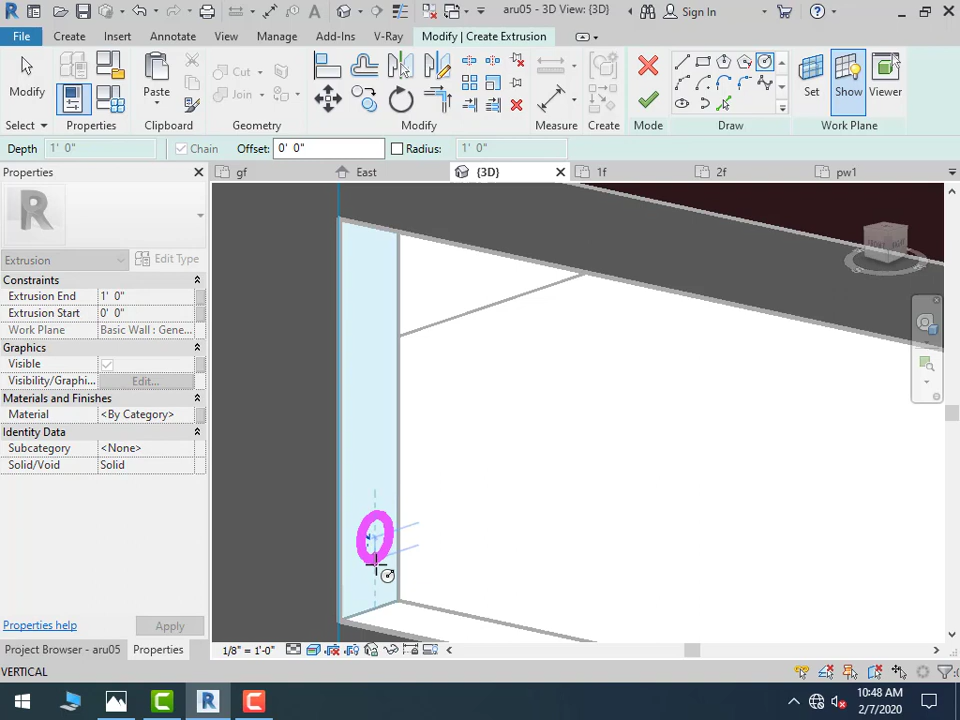 aru05 - 3D View: {3D}
Sign In
File
Create
Insert
Annotate
View
Manage
Add-Ins
V-Ray
Modify | Create Extrusion
Modify
Cut
Join
Paste
Set
Show
Viewer
Select
Properties
Clipboard
Geometry
Modify
Measure
Create
Mode
Draw
Work Plane
Depth
1' 0"
Chain
Offset:
0' 0"
Radius:
1' 0"
Properties
gf
East
{3D}
1f
2f
pw1
FRONT
RIGHT
Extrusion
Edit Type
Constraints
Extrusion End
1' 0"
Extrusion Start
0' 0"
Work Plane
Basic Wall : Gene...
Graphics
Visible
Visibility/Graphi...
Edit...
Materials and Finishes
Material
<By Category>
Identity Data
Subcategory
<None>
Solid/Void
Solid
Properties help
Apply
Project Browser - aru05
Properties
1/8" = 1'-0"
VERTICAL
:0
10:48 AM
2/7/2020